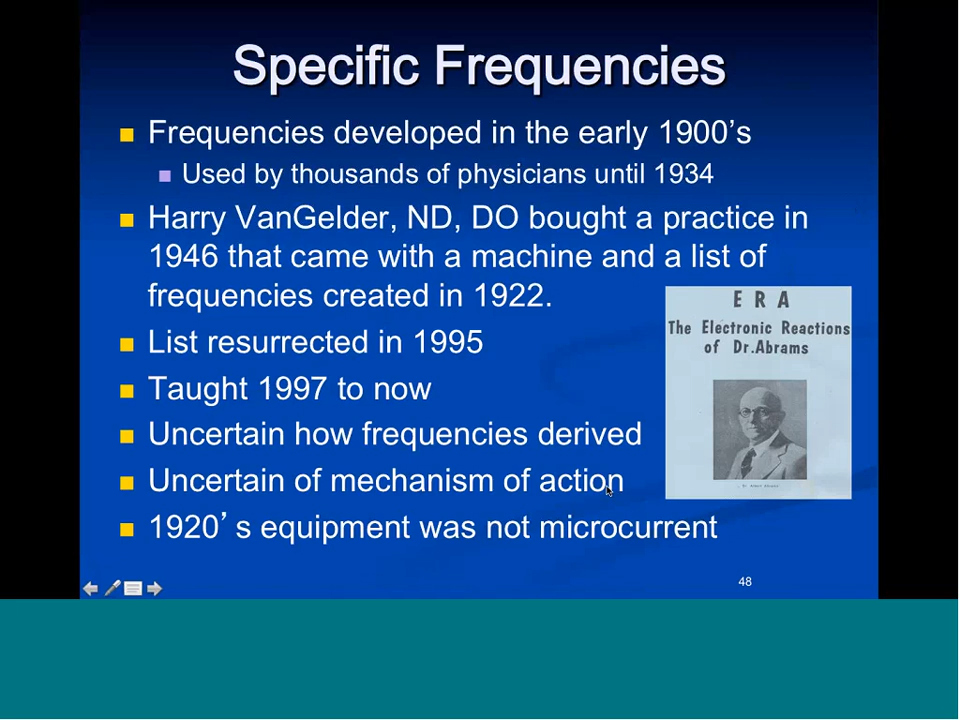 Specific Frequencies
Frequencies developed in the early 1900’s
Used by thousands of physicians until 1934
Harry VanGelder, ND, DO bought a practice in
1946 that came with a machine and a list of
frequencies created in 1922.
List resurrected in 1995
Taught 1997 to now
Uncertain how frequencies derived
Uncertain of mechanism of action
1920’s equipment was not microcurrent
E R A
The Electronic Reactions
of Dr.Abrams
48